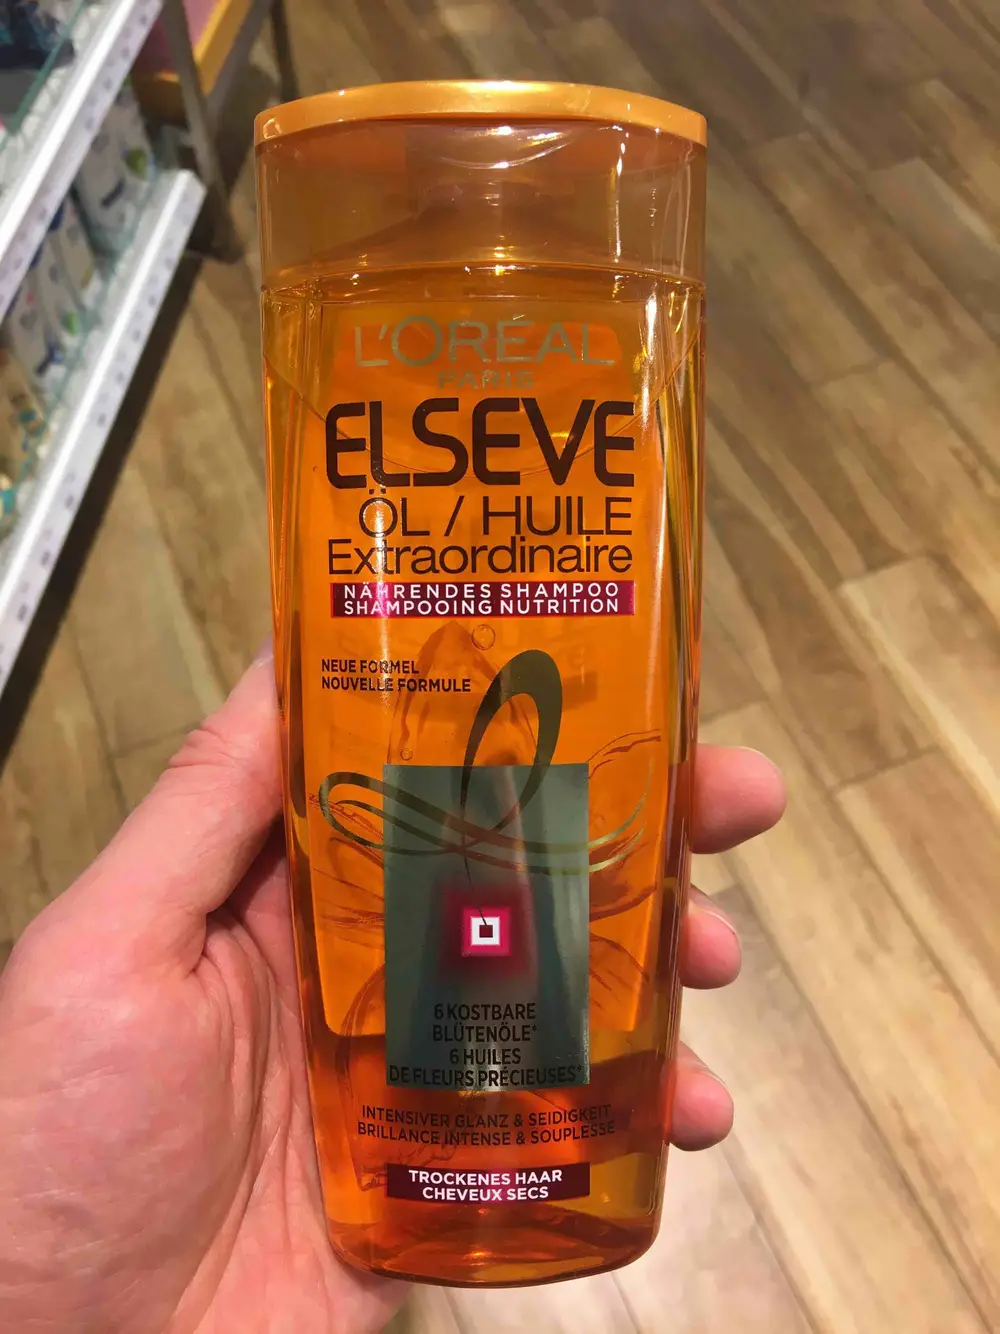 L'ORÉAL
PARIS
ELSEVE
ÖL / HUILE
Extraordinaire
NÄHRENDES SHAMPOO
SHAMPOOING NUTRITION
NEUE FORMEL
NOUVELLE FORMULE
6 KOSTBARE
BLÜTENÖLE*
6 HUILES
DE FLEURS PRÉCIEUSES*
INTENSIVER GLANZ & SEIDIGKEIT
BRILLANCE INTENSE & SOUPLESSE
TROCKENES HAAR
CHEVEUX SECS